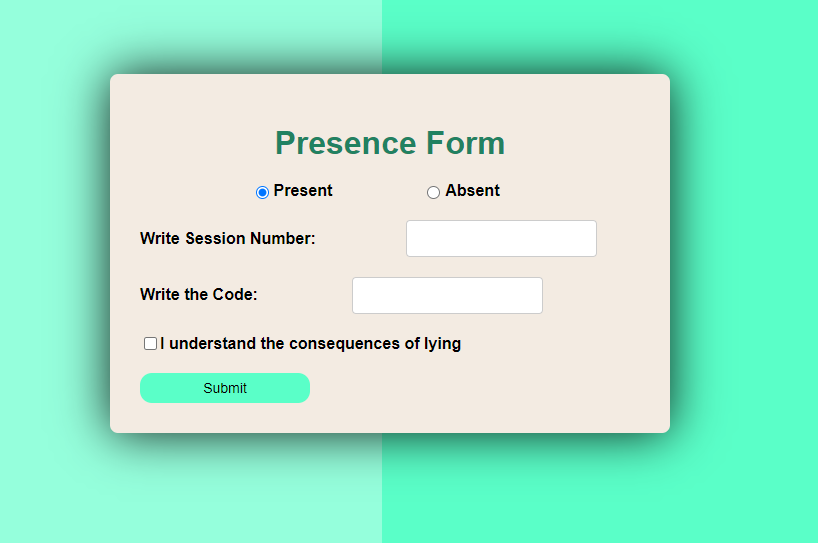 Presence Form
Present Absent
Write Session Number:
Write the Code:
I understand the consequences of lying
Submit